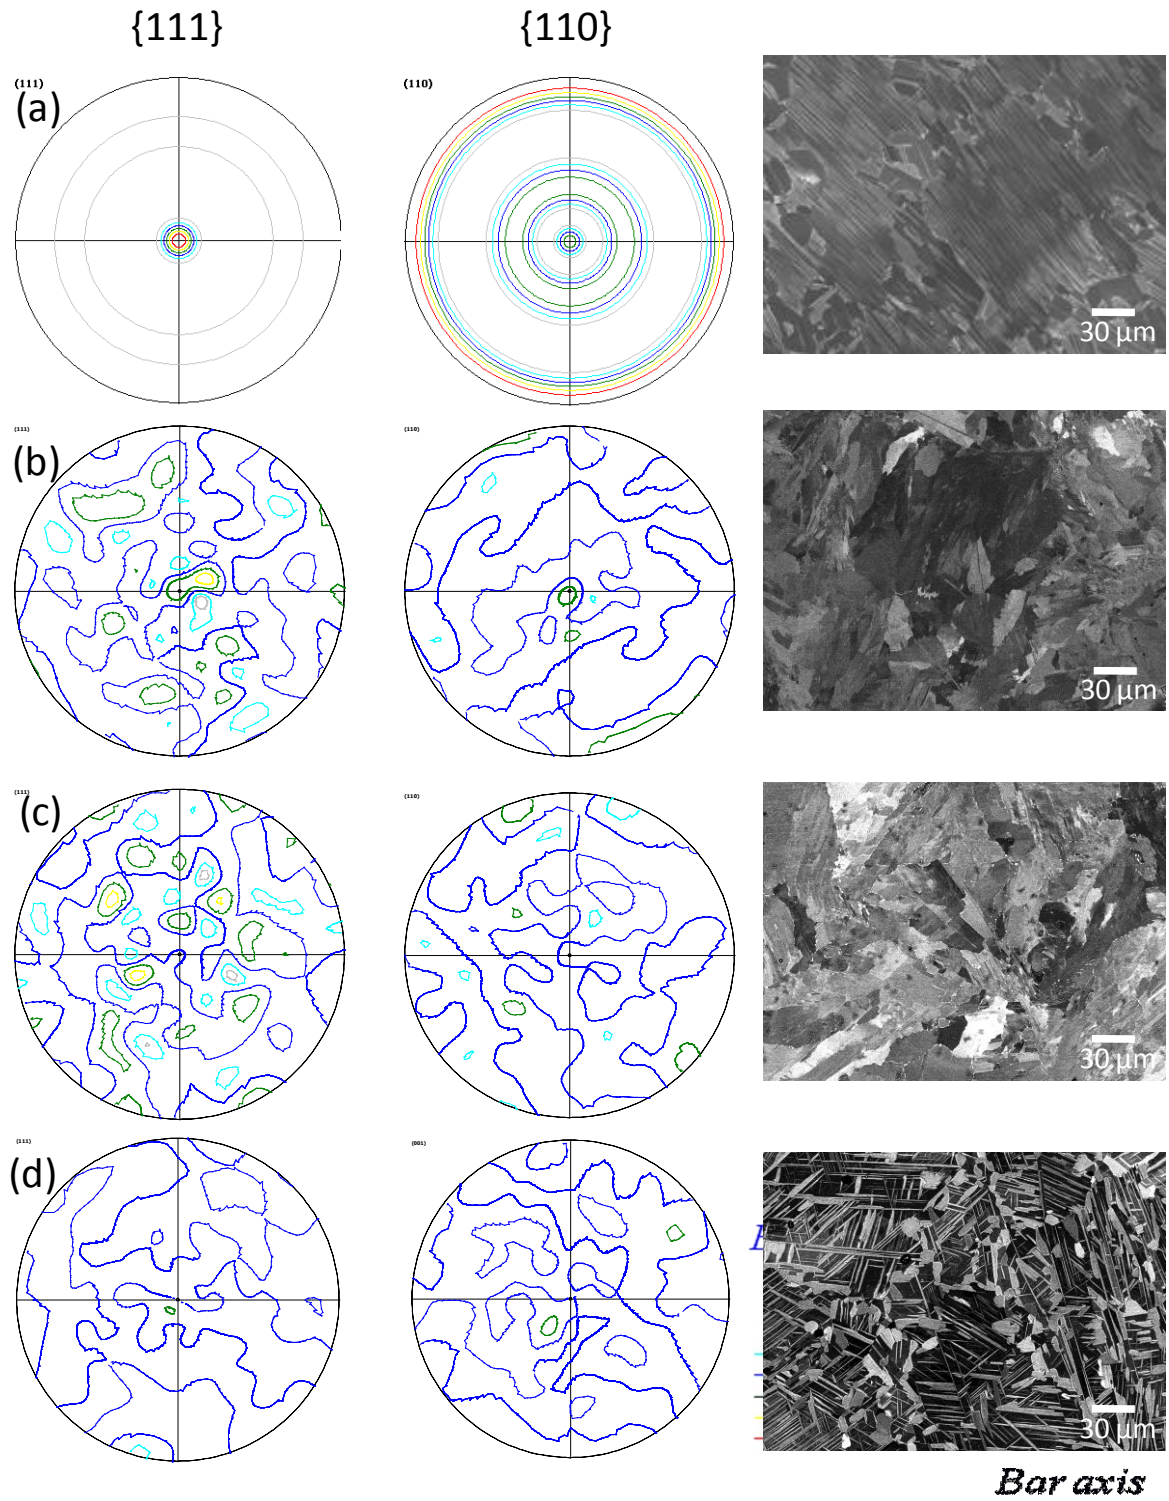 {111} {110}
(111) (110)
(a)
30 µm
(111) (110)
(b)
30 µm
(111) (110)
(c)
4
30 µm
(111) (001)
(d)
30 µm
Bar axis